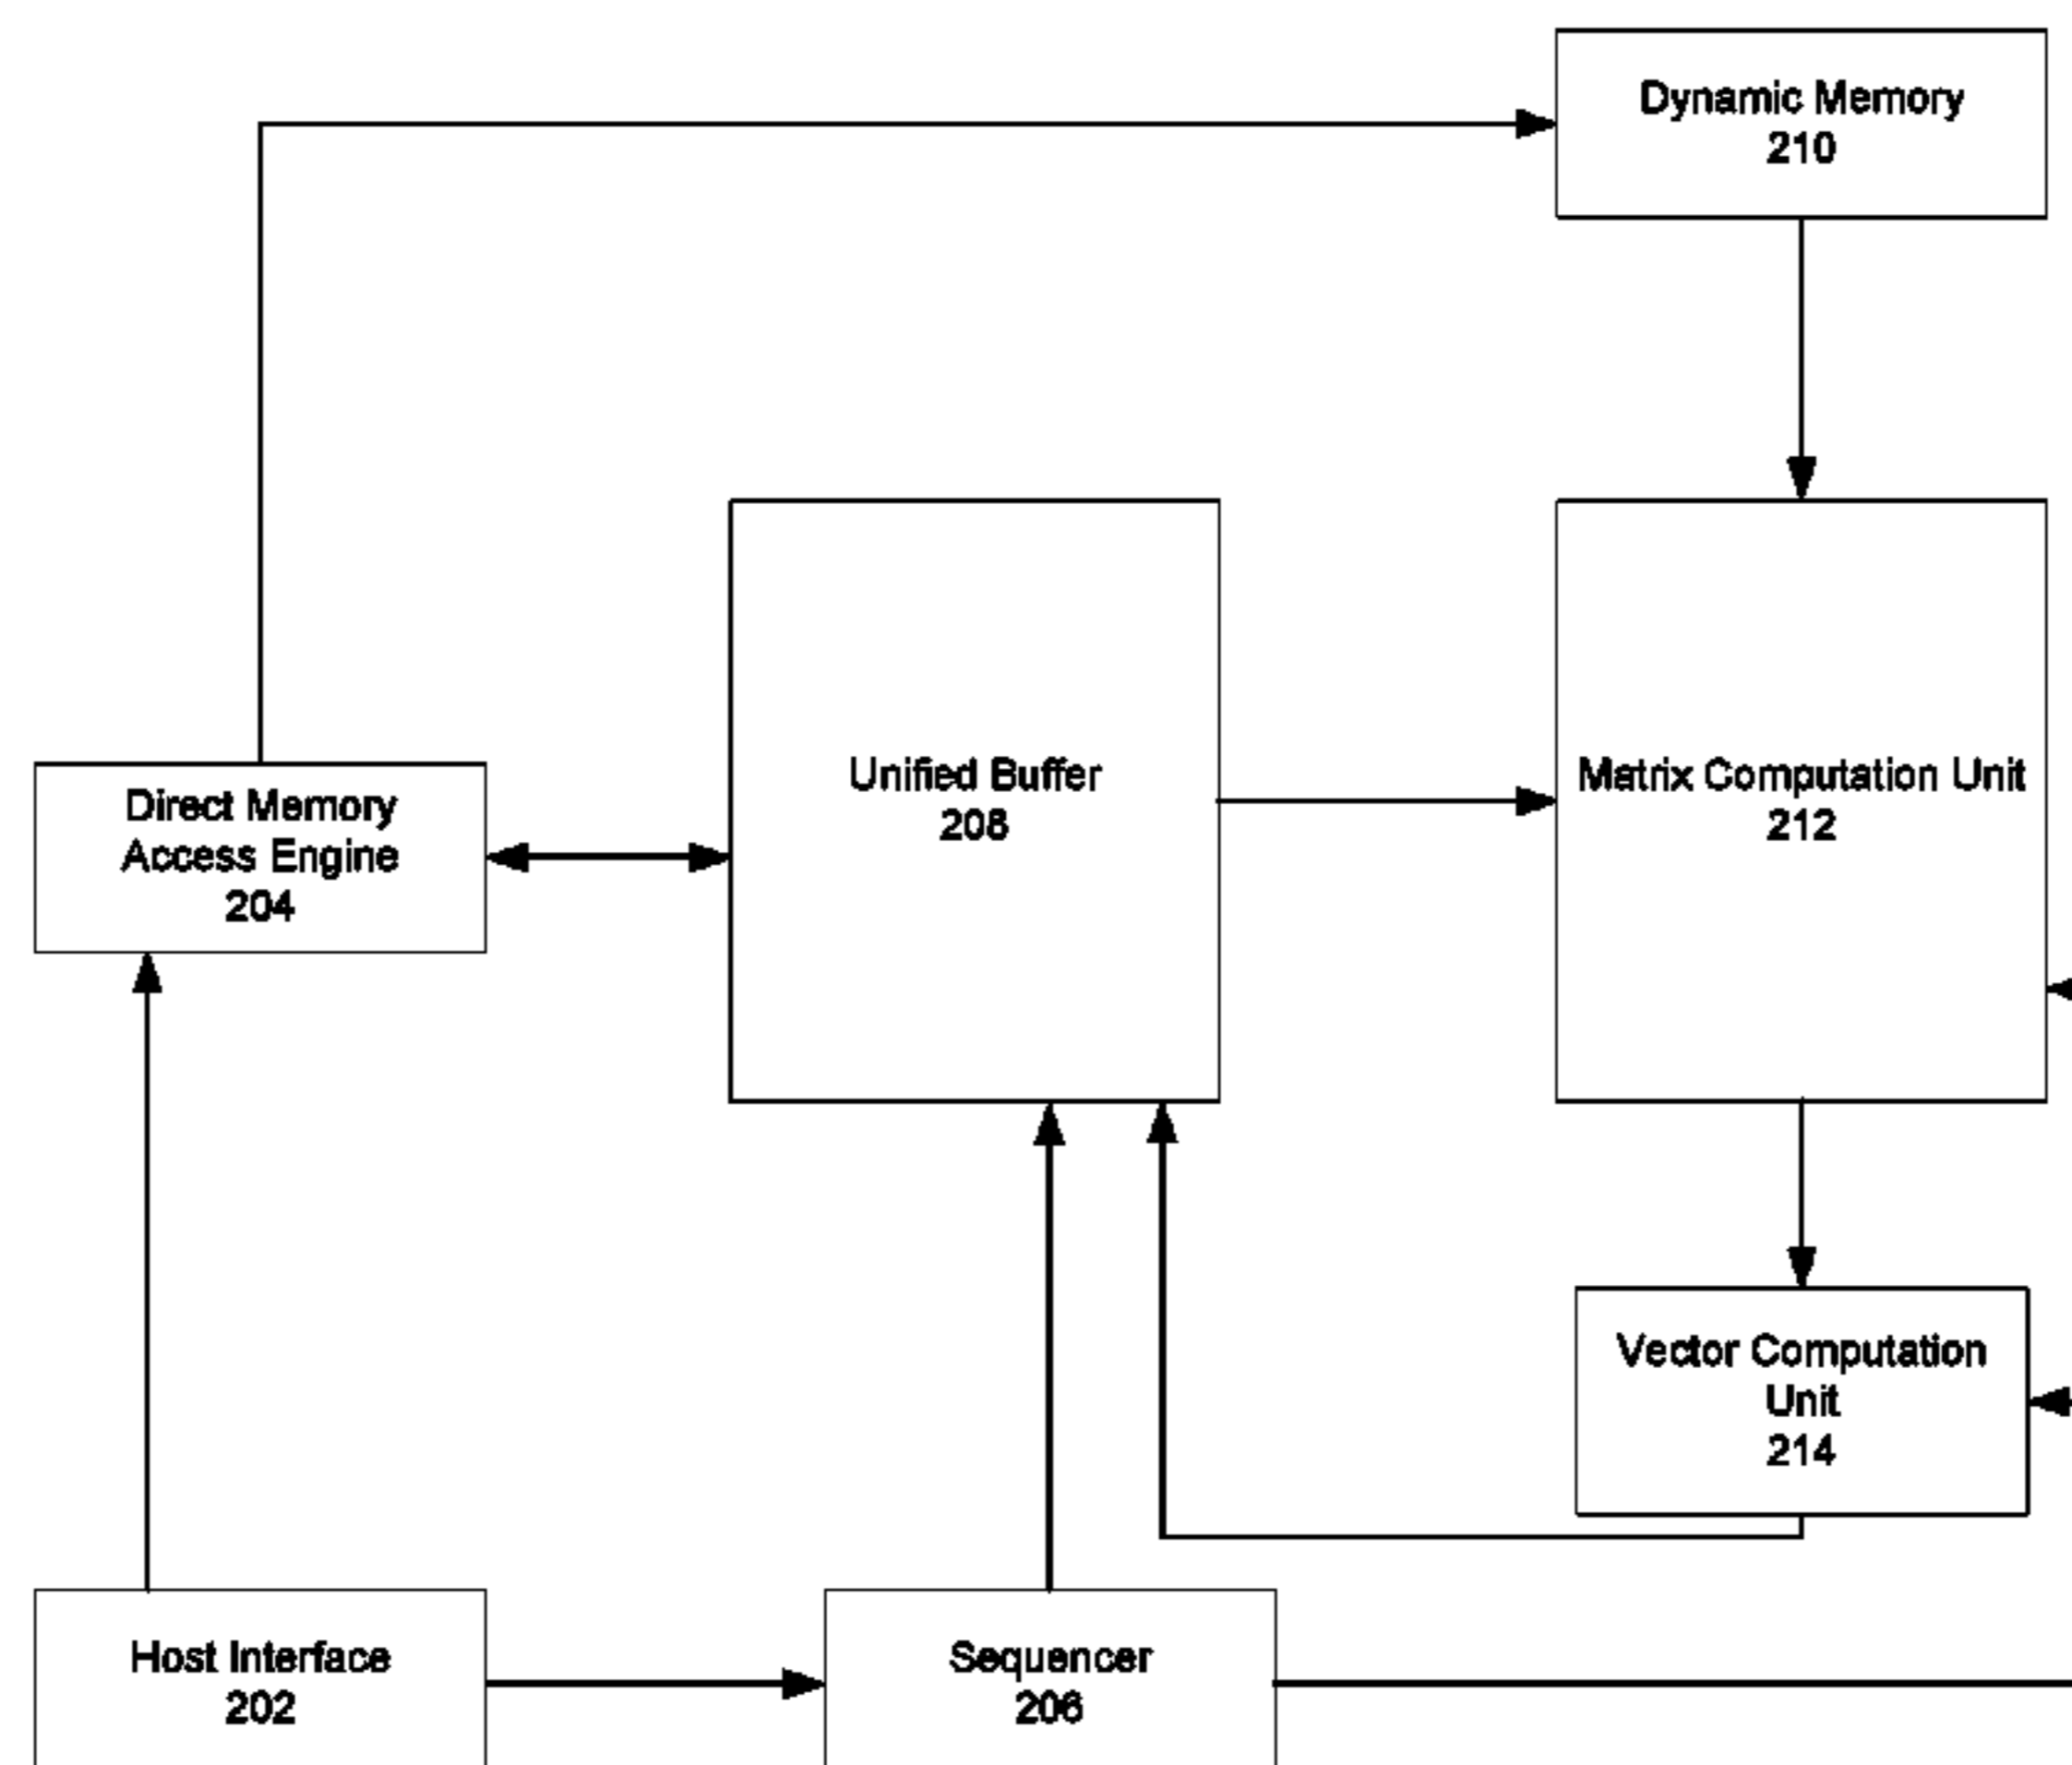 Dynamic Memory
210
Unified Buffer
208
Matrix Computation Unit
212
Direct Memory
Access Engine
204
Vector Computation
Unit
214
Host Interface
202
Sequencer
206